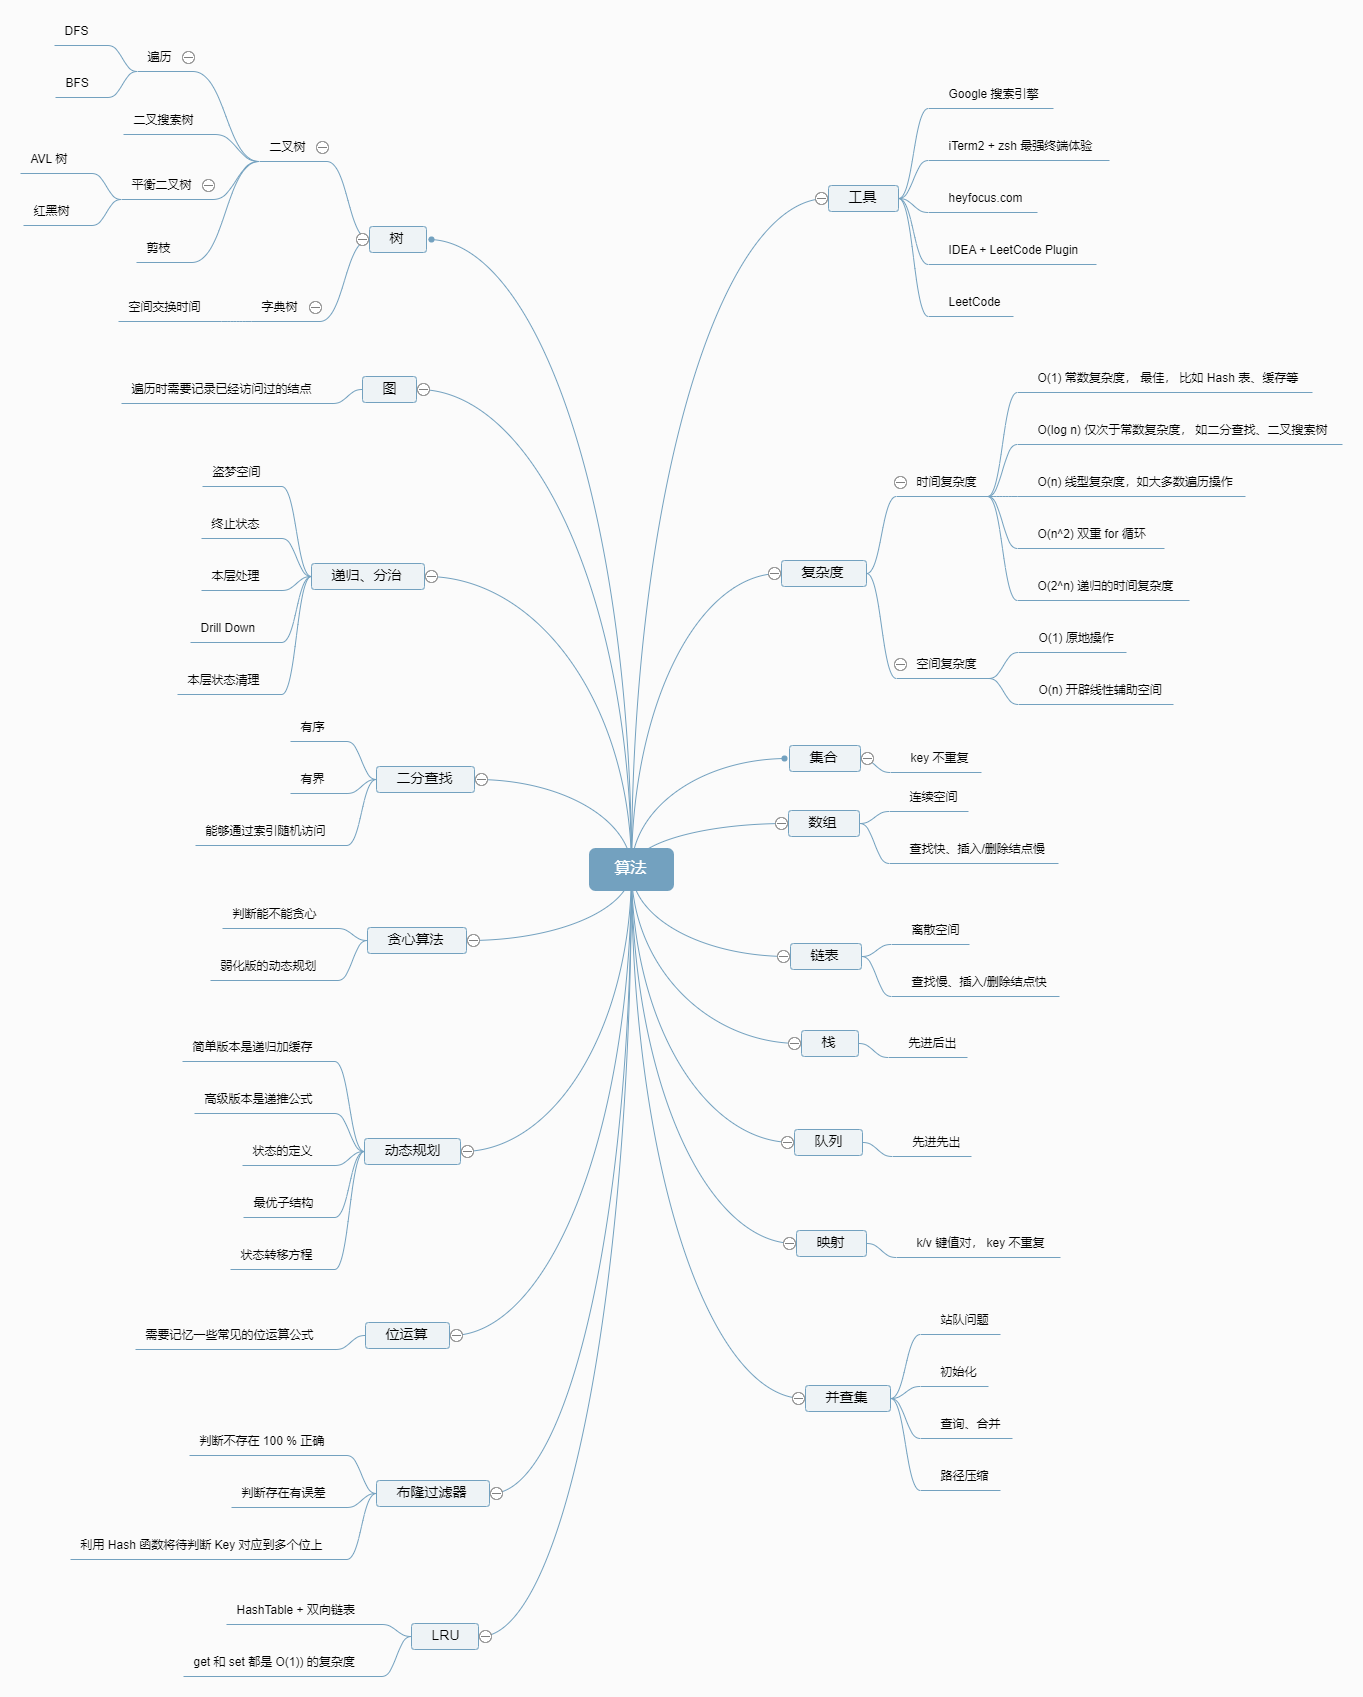 算法
工具
Google 搜索引擎
iTerm2 + zsh 最强终端体验
heyfocus.com
IDEA + LeetCode Plugin
LeetCode
复杂度
时间复杂度
O(1) 常数复杂度， 最佳， 比如 Hash 表、缓存等
O(log n) 仅次于常数复杂度， 如二分查找、二叉搜索树
O(n) 线型复杂度，如大多数遍历操作
O(n^2) 双重 for 循环
O(2^n) 递归的时间复杂度
空间复杂度
O(1) 原地操作
O(n) 开辟线性辅助空间
集合
key 不重复
数组
连续空间
查找快、插入/删除结点慢
链表
离散空间
查找慢、插入/删除结点快
栈
先进后出
队列
先进先出
映射
k/v 键值对， key 不重复
并查集
站队问题
初始化
查询、合并
路径压缩
树
二叉树
遍历
DFS
BFS
二叉搜索树
平衡二叉树
AVL 树
红黑树
剪枝
字典树
空间交换时间
图
遍历时需要记录已经访问过的结点
递归、分治
盗梦空间
终止状态
本层处理
Drill Down
本层状态清理
二分查找
有序
有界
能够通过索引随机访问
贪心算法
判断能不能贪心
弱化版的动态规划
动态规划
简单版本是递归加缓存
高级版本是递推公式
状态的定义
最优子结构
状态转移方程
位运算
需要记忆一些常见的位运算公式
布隆过滤器
判断不存在 100 % 正确
判断存在有误差
利用 Hash 函数将待判断 Key 对应到多个位上
LRU
HashTable + 双向链表
get 和 set 都是 O(1)) 的复杂度